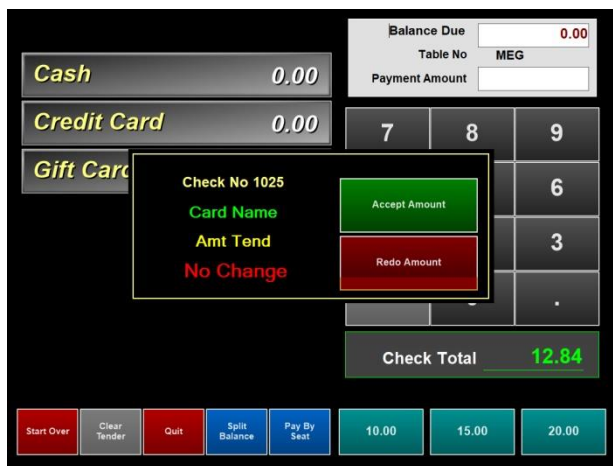 Balance Due 0.00
Table No MEG
Payment Amount
Cash 0.00
Credit Card 0.00
Gift Card
7 8 9
6
3
.
Check No 1025
Card Name
Amt Tend
No Change
Accept Amount
Redo Amount
Check Total 12.84
Start Over
Clear Tender
Quit
Split Balance
Pay By Seat
10.00 15.00 20.00